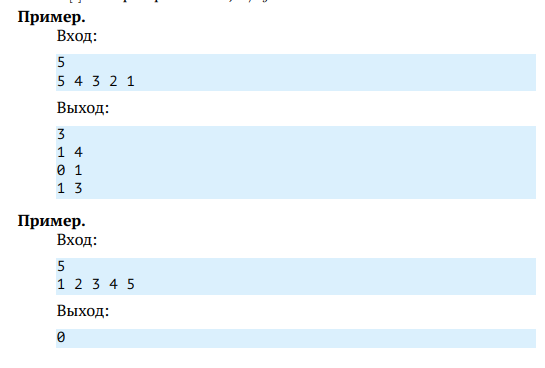 Пример.
Вход:
5
5 4 3 2 1
Выход:
3
1 4
0 1
1 3
Пример.
Вход:
5
1 2 3 4 5
Выход:
0